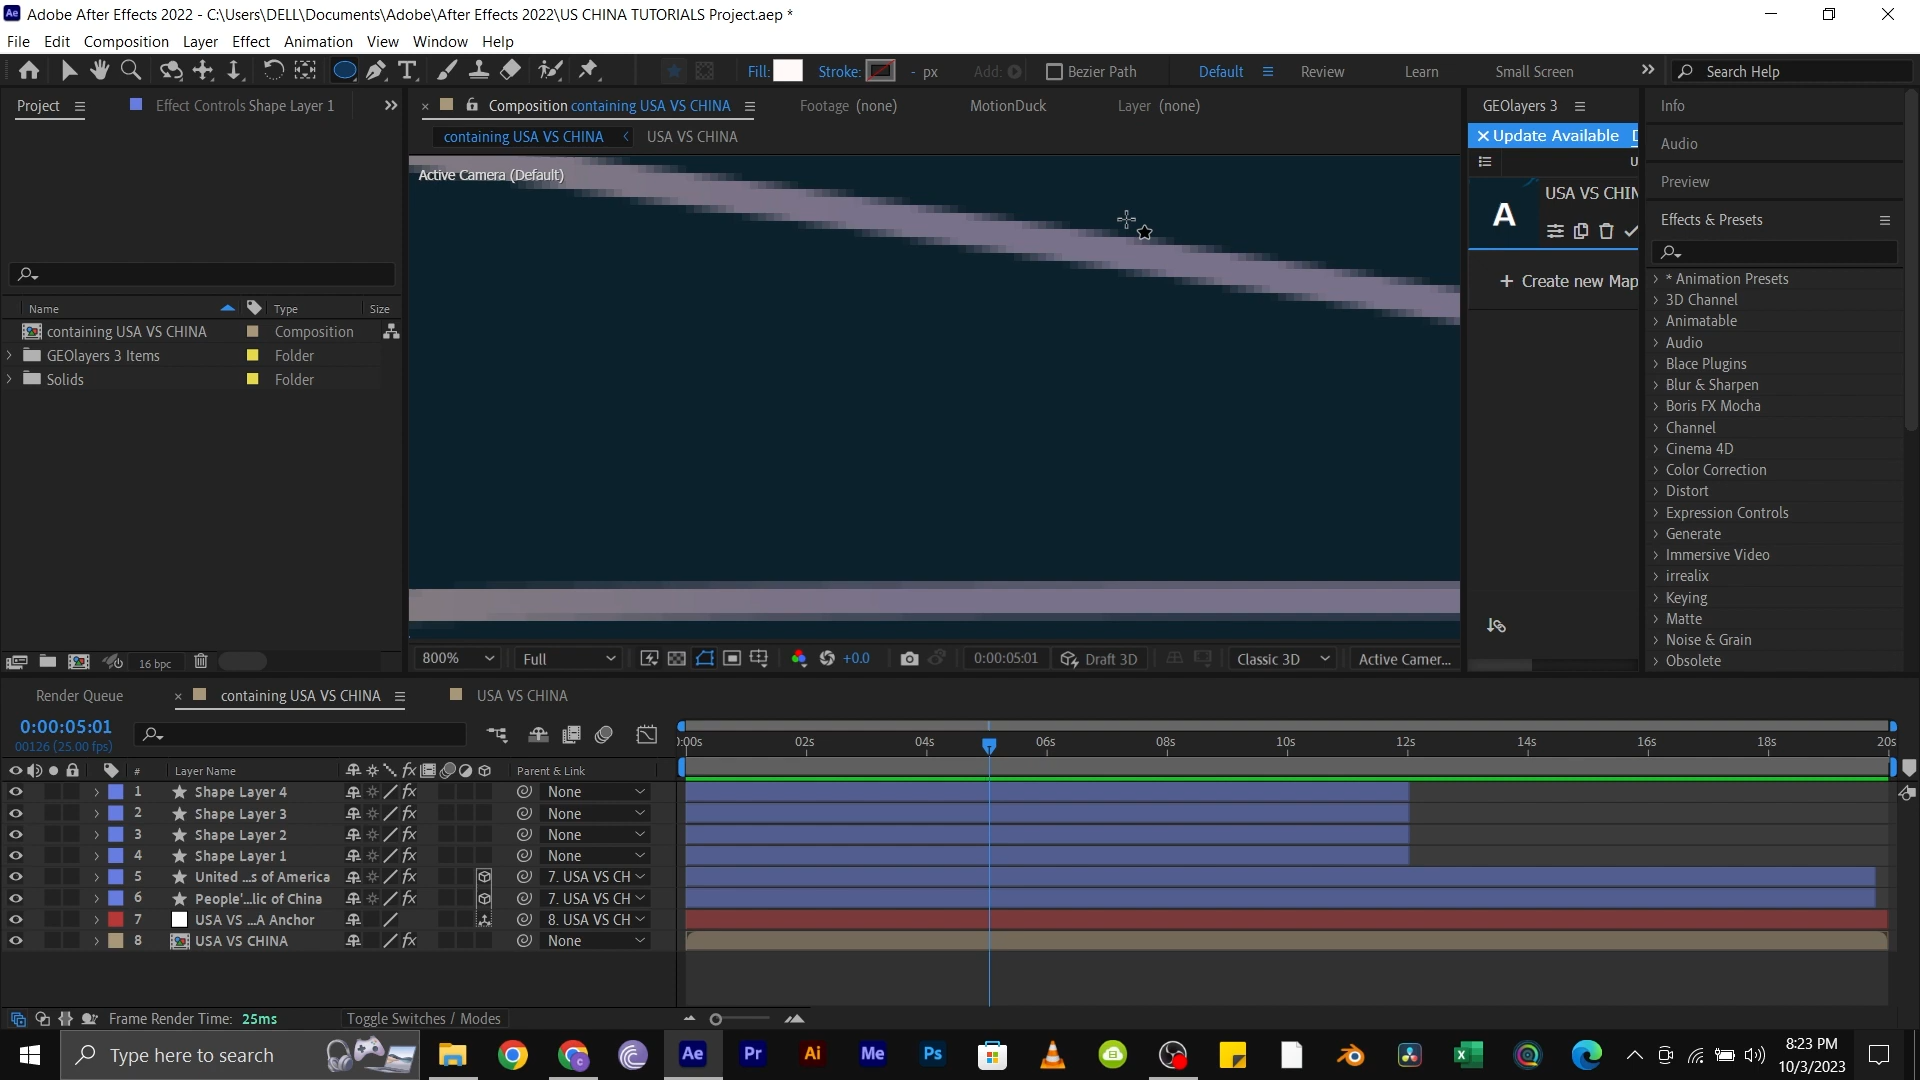 Adobe After Effects 2022 - C:\Users\DELL\Documents\Adobe\After Effects 2022\US CHINA TUTORIALS Project.aep *
File Edit Composition Layer Effect Animation View Window Help
Fill: Stroke: - px Add: Bezier Path Default Review Learn Small Screen Search Help
Project Effect Controls Shape Layer 1
Composition containing USA VS CHINA Footage (none) MotionDuck Layer (none)
containing USA VS CHINA USA VS CHINA
Active Camera (Default)
Name Type Size
containing USA VS CHINA Composition
GEOlayers 3 Items Folder
Solids Folder
16 bpc
800% Full +0.0 0:00:05:01 Draft 3D Classic 3D Active Camer...
GEOlayers 3
Update Available
USA VS CHIN
A
+ Create new Map
Info
Audio
Preview
Effects & Presets
* Animation Presets
3D Channel
Animatable
Audio
Blace Plugins
Blur & Sharpen
Boris FX Mocha
Channel
Cinema 4D
Color Correction
Distort
Expression Controls
Generate
Immersive Video
irrealix
Keying
Matte
Noise & Grain
Obsolete
Render Queue containing USA VS CHINA USA VS CHINA
0:00:05:01
00126 (25.00 fps)
:00s 02s 04s 06s 08s 10s 12s 14s 16s 18s 20s
# Layer Name Parent & Link
1 Shape Layer 4 None
2 Shape Layer 3 None
3 Shape Layer 2 None
4 Shape Layer 1 None
5 United ...s of America 7. USA VS CH
6 People'...lic of China 7. USA VS CH
7 USA VS ...A Anchor 8. USA VS CH
8 USA VS CHINA None
Frame Render Time: 25ms Toggle Switches / Modes
Type here to search
Ae Pr Ai Me Ps
8:23 PM
10/3/2023